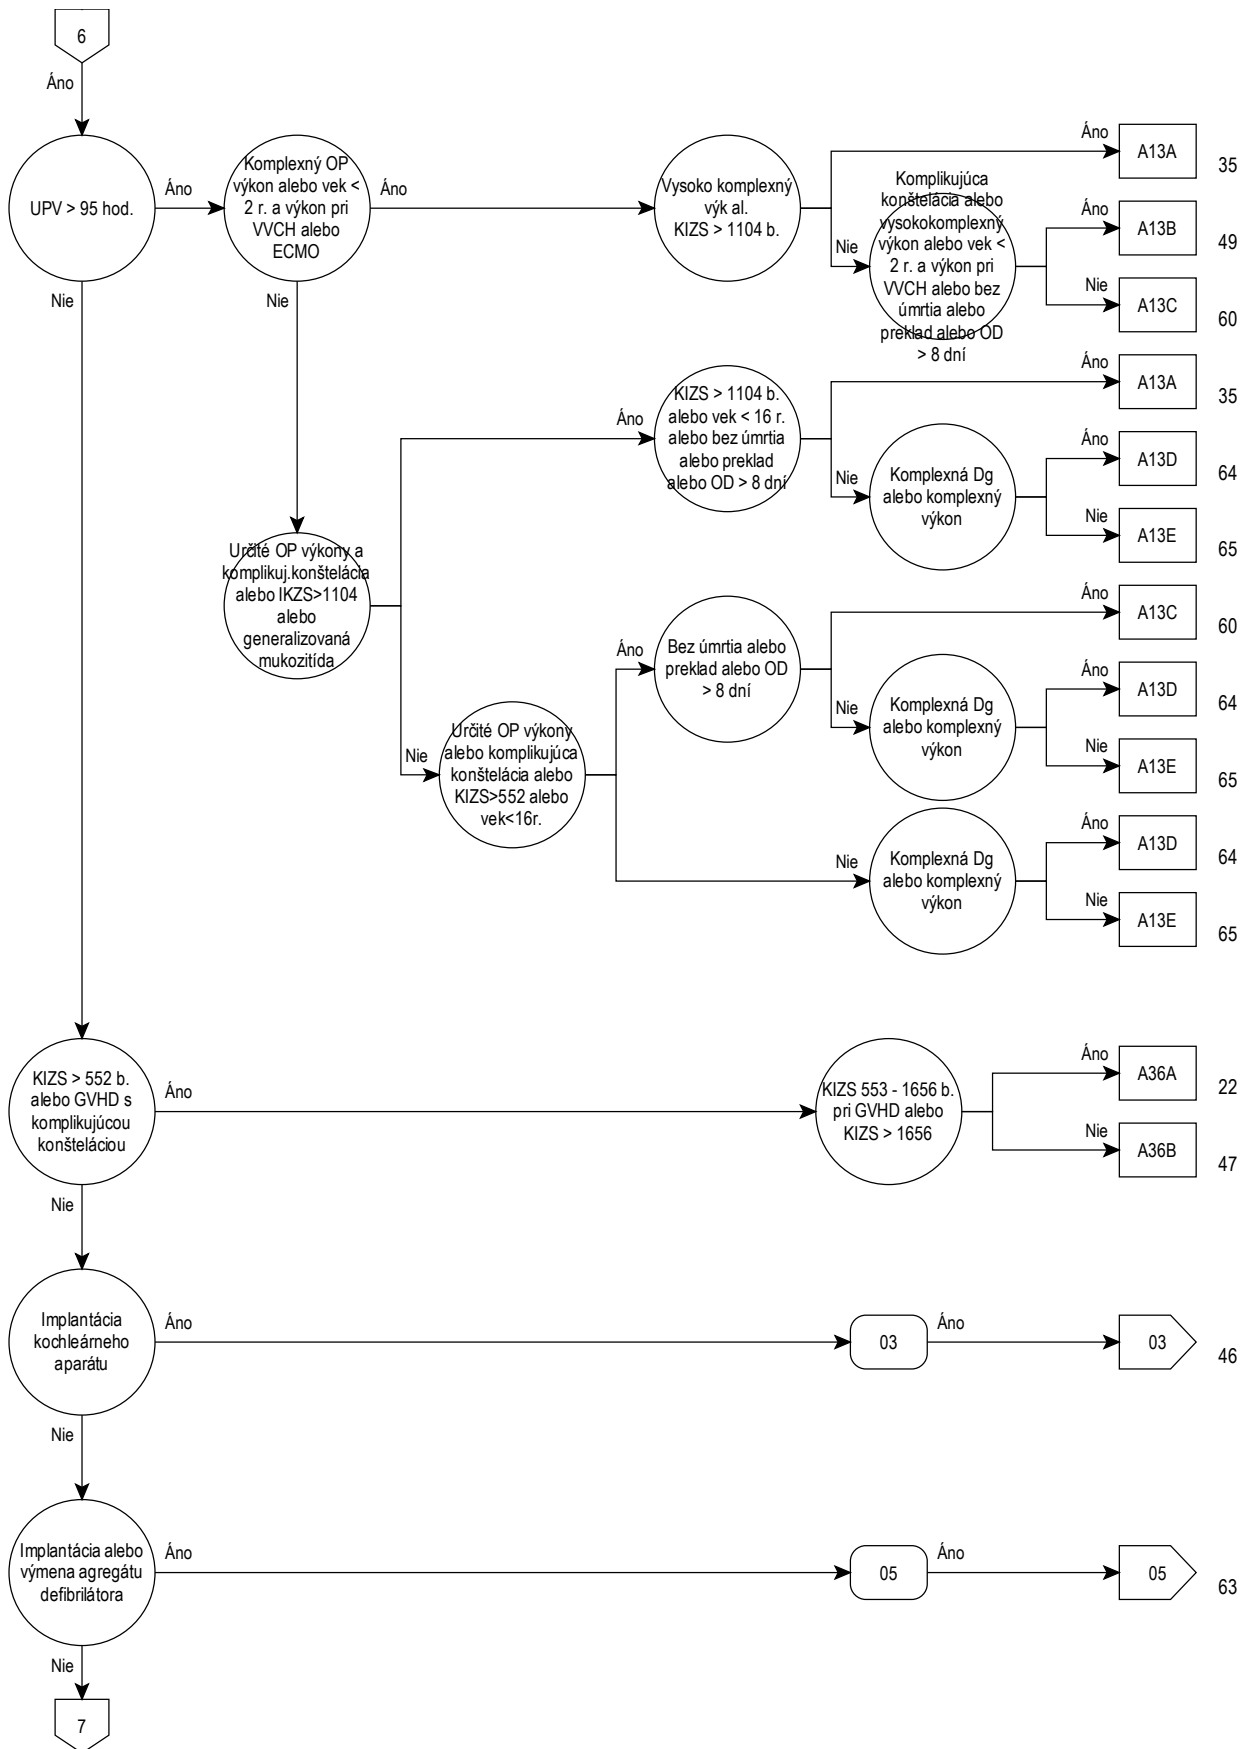 6
Áno
UPV > 95 hod.
Áno
Nie
Komplexný OP
výkon alebo vek <
2 r. a výkon pri
VVCH alebo
ECMO
Áno
Nie
Vysoko komplexný
výk al.
KIZS > 1104 b.
Áno
A13A
35
Nie
Komplikujúca
konštelácia alebo
vysokokomplexný
výkon alebo vek <
2 r. a výkon pri
VVCH alebo bez
úmrtia alebo
preklad alebo OD
> 8 dní
Áno
A13B
49
Nie
A13C
60
Určité OP výkony a
komplikuj.konštelácia
alebo IKZS>1104
alebo
generalizovaná
mukozitída
Áno
KIZS > 1104 b.
alebo vek < 16 r.
alebo bez úmrtia
alebo preklad
alebo OD > 8 dní
Áno
A13A
35
Nie
Komplexná Dg
alebo komplexný
výkon
Áno
A13D
64
Nie
A13E
65
Nie
Určité OP výkony
alebo komplikujúca
konštelácia alebo
KIZS>552 alebo
vek<16r.
Áno
Bez úmrtia alebo
preklad alebo OD
> 8 dní
Áno
A13C
60
Nie
Komplexná Dg
alebo komplexný
výkon
Áno
A13D
64
Nie
A13E
65
Nie
Komplexná Dg
alebo komplexný
výkon
Áno
A13D
64
Nie
A13E
65
KIZS > 552 b.
alebo GVHD s
komplikujúcou
konšteláciou
Áno
KIZS 553 - 1656 b.
pri GVHD alebo
KIZS > 1656
Áno
A36A
22
Nie
A36B
47
Nie
Implantácia
kochleárneho
aparátu
Áno
03
Áno
03
46
Nie
Implantácia alebo
výmena agregátu
defibrilátora
Áno
05
Áno
05
63
Nie
7